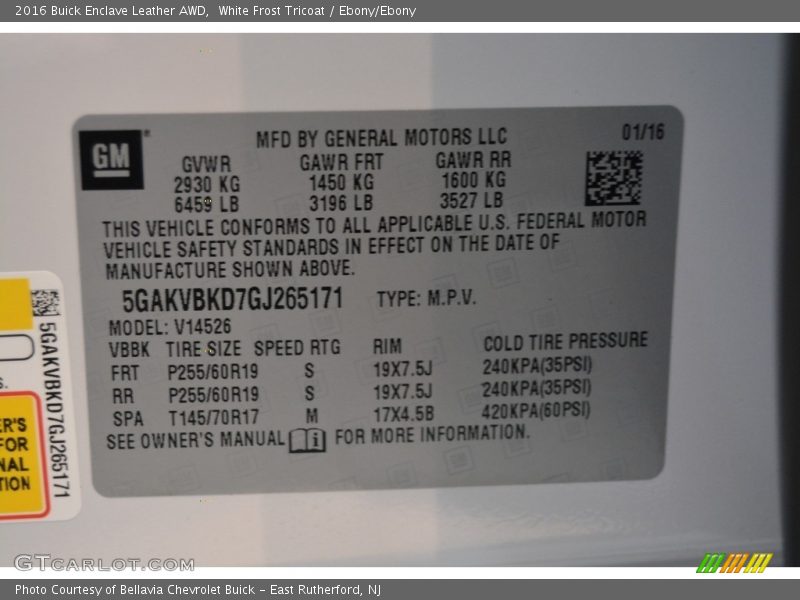 2016 Buick Enclave Leather AWD, White Frost Tricoat / Ebony/Ebony
GM
MFD BY GENERAL MOTORS LLC 01/16
GVWR GAWR FRT GAWR RR
2930 KG 1450 KG 1600 KG
6459 LB 3196 LB 3527 LB
THIS VEHICLE CONFORMS TO ALL APPLICABLE U.S. FEDERAL MOTOR
VEHICLE SAFETY STANDARDS IN EFFECT ON THE DATE OF
MANUFACTURE SHOWN ABOVE.
5GAKVBKD7GJ265171 TYPE: M.P.V.
MODEL: V14526
VBBK TIRE SIZE SPEED RTG RIM COLD TIRE PRESSURE
FRT P255/60R19 S 19X7.5J 240KPA(35PSI)
RR P255/60R19 S 19X7.5J 240KPA(35PSI)
SPA T145/70R17 M 17X4.5B 420KPA(60PSI)
SEE OWNER'S MANUAL i FOR MORE INFORMATION.
5GAKVBKD7GJ265171
S.
ER'S
FOR
NAL
TION
GTCARLOT.COM
Photo Courtesy of Bellavia Chevrolet Buick - East Rutherford, NJ